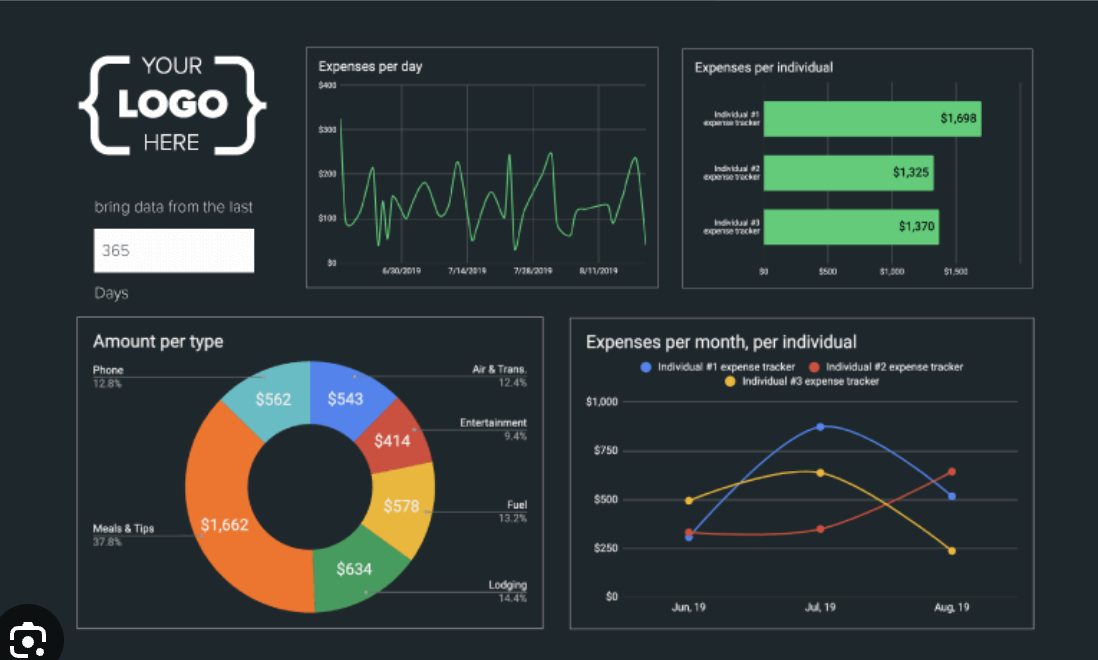 YOUR
LOGO
HERE
bring data from the last
365
Days
Expenses per day
$400
$300
$200
$100
$0
6/30/2019 7/14/2019 7/28/2019 8/11/2019
Expenses per individual
Individual #1
expense tracker
$1,698
Individual #2
expense tracker
$1,325
Individual #3
expense tracker
$1,370
$0 $500 $1,000 $1,500
Amount per type
Phone
12.8%
Air & Trans.
12.4%
$562
$543
Entertainment
9.4%
$414
Fuel
13.2%
$578
Meals & Tips
37.8%
$1,662
$634
Lodging
14.4%
Expenses per month, per individual
Individual #1 expense tracker Individual #2 expense tracker
Individual #3 expense tracker
$1,000
$750
$500
$250
$0
Jun, 19 Jul, 19 Aug, 19